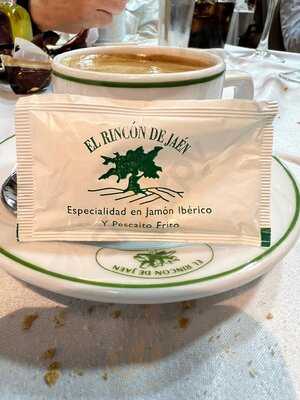 EL RINCÓN DE JAÉN
Especialidad en Jamón Ibérico
Y Pescaito Frito
EL RINCÓN DE JAÉN